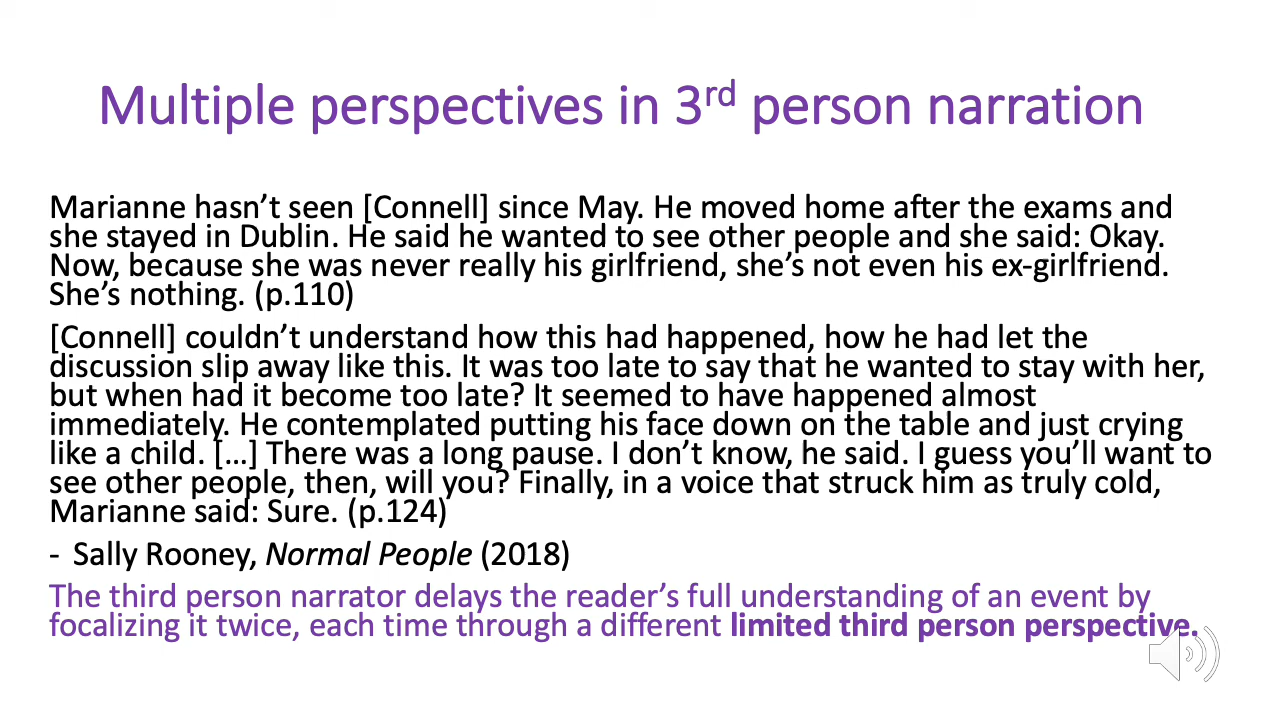 Multiple perspectives in 3rd person narration
Marianne hasn’t seen [Connell] since May. He moved home after the exams and
she stayed in Dublin. He said he wanted to see other people and she said: Okay.
Now, because she was never really his girlfriend, she’s not even his ex-girlfriend.
She’s nothing. (p.110)
[Connell] couldn’t understand how this had happened, how he had let the
discussion slip away like this. It was too late to say that he wanted to stay with her,
but when had it become too late? It seemed to have happened almost
immediately. He contemplated putting his face down on the table and just crying
like a child. […] There was a long pause. I don’t know, he said. I guess you’ll want to
see other people, then, will you? Finally, in a voice that struck him as truly cold,
Marianne said: Sure. (p.124)
- Sally Rooney, Normal People (2018)
The third person narrator delays the reader’s full understanding of an event by
focalizing it twice, each time through a different limited third person perspective.